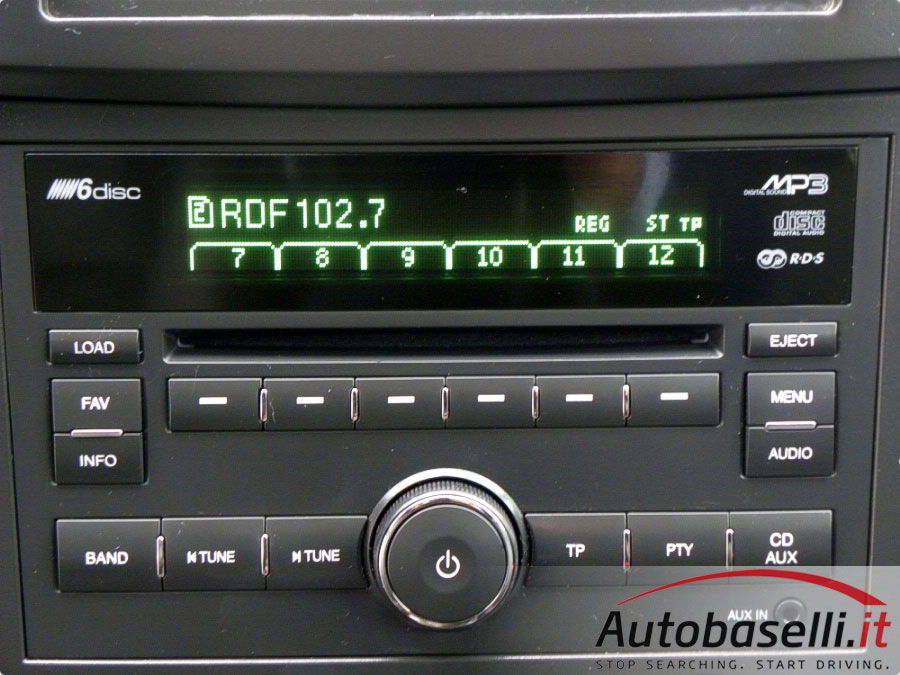 6disc
MP3
DIGITAL SOUND
2 RDF 102.7
REG ST TP
COMPACT
disc
DIGITAL AUDIO
7 8 9 10 11 12
R·D·S
LOAD
EJECT
FAV
MENU
INFO
AUDIO
BAND
TUNE
TUNE
TP
PTY
CD
AUX
AUX IN
Autobaselli.it
STOP SEARCHING. START DRIVING.